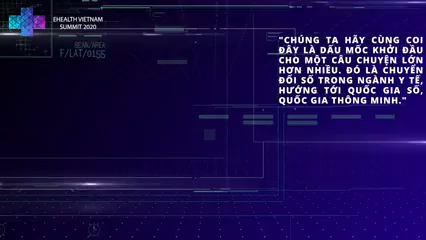 EHEALTH VIETNAM
SUMMIT 2020
SCAN/AREA
F/LAT/0155
"CHÚNG TA HÃY CÙNG COI
ĐÂY LÀ DẤU MỐC KHỞI ĐẦU
CHO MỘT CÂU CHUYỆN LỚN
HƠN NHIỀU. ĐÓ LÀ CHUYỂN
ĐỔI SỐ TRONG NGÀNH Y TẾ,
HƯỚNG TỚI QUỐC GIA SỐ,
QUỐC GIA THÔNG MINH."